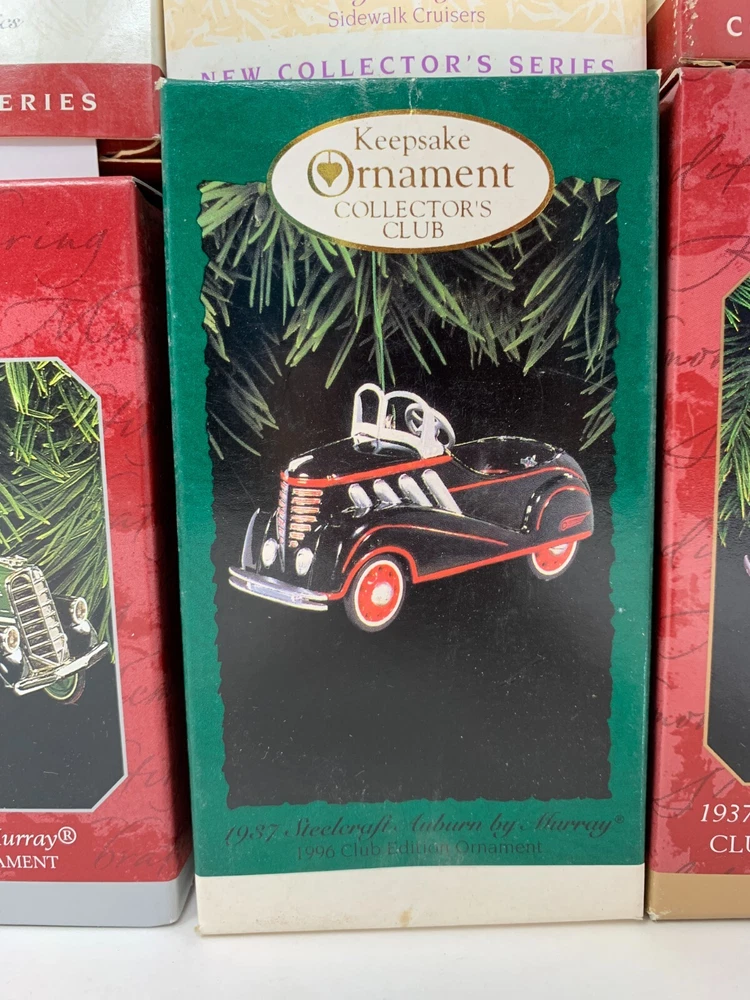 Sidewalk Cruisers
NEW COLLECTOR'S SERIES
ERIES
C
Keepsake
Ornament
COLLECTOR'S
CLUB
1937 Steelcraft Auburn by Murray®
1996 Club Edition Ornament
Murray®
AMENT
1937
CLU